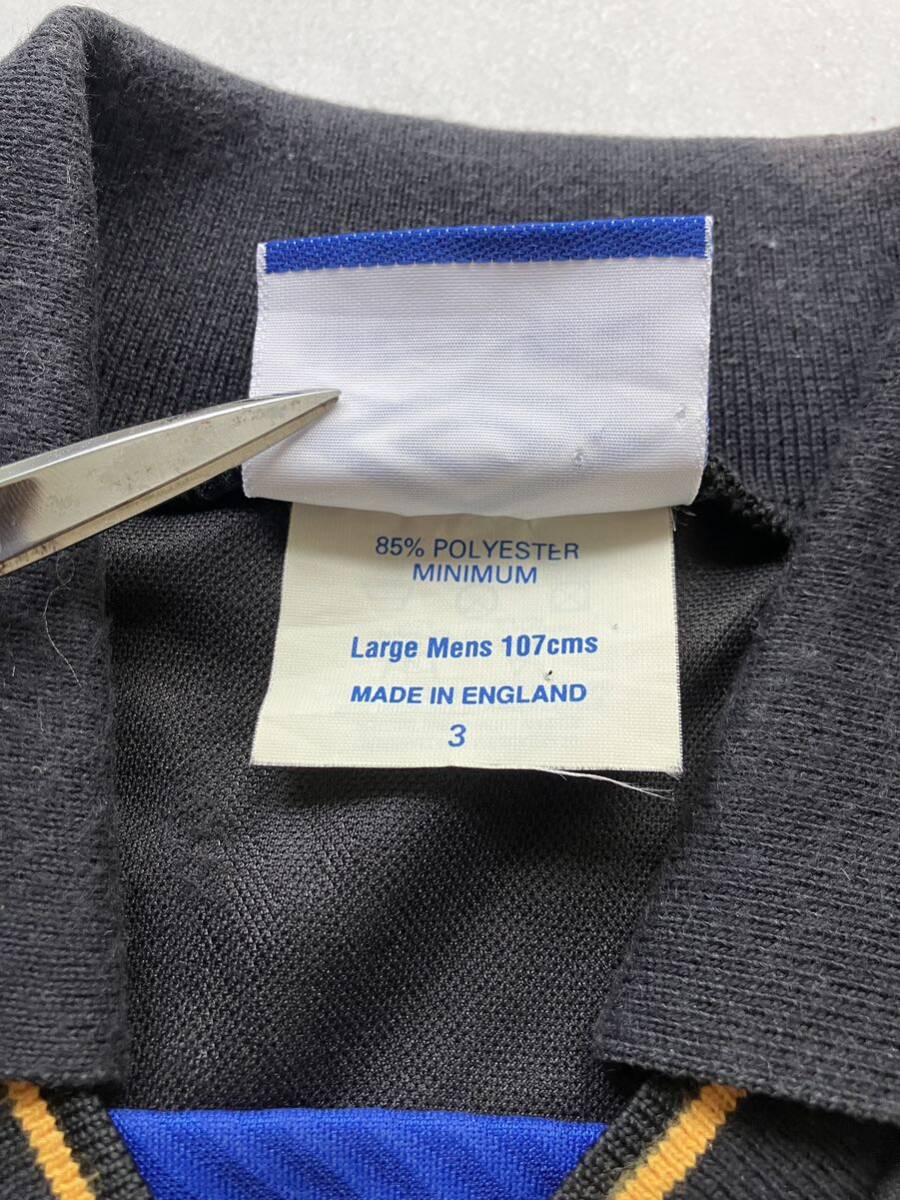 85% POLYESTER
MINIMUM
Large Mens 107cms
MADE IN ENGLAND
3